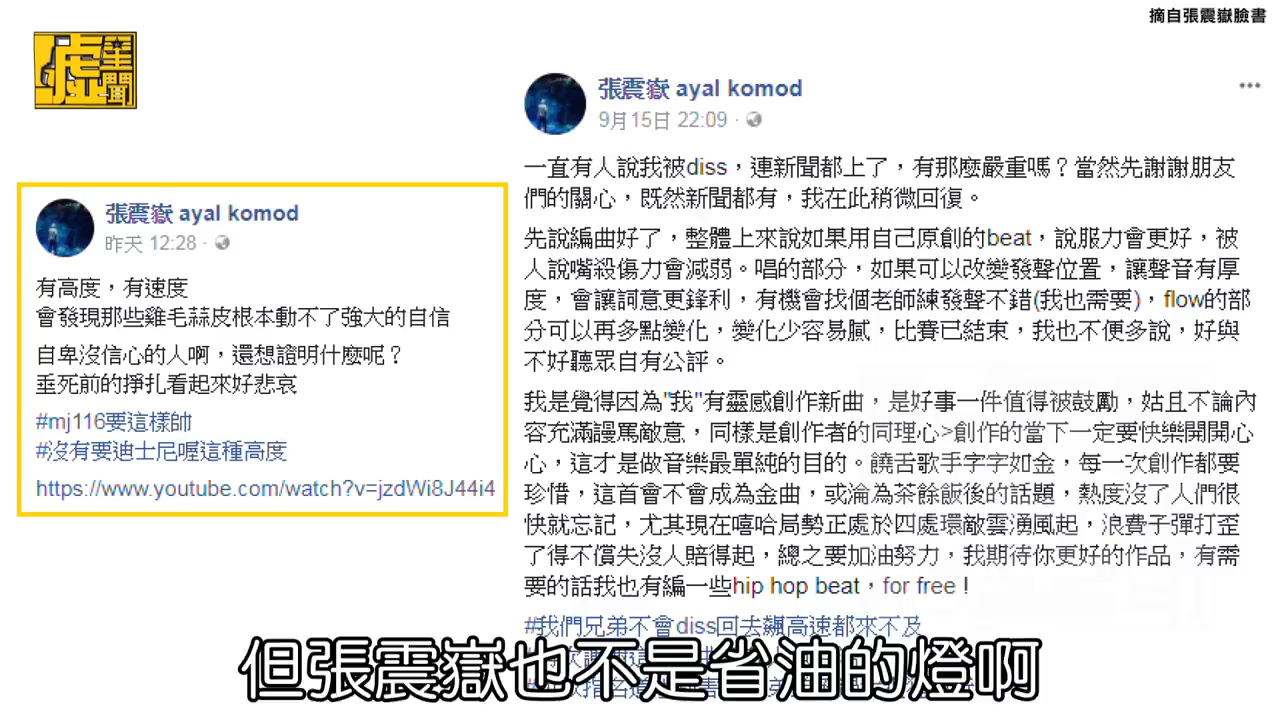 摘自張震嶽臉書
噓!星聞
張震嶽 ayal komod
昨天 12:28
有高度，有速度
會發現那些雞毛蒜皮根本動不了強大的自信
自卑沒信心的人啊，還想證明什麼呢？
垂死前的掙扎看起來好悲哀
#mj116要這樣帥
#沒有要迪士尼喔這種高度
https://www.youtube.com/watch?v=jzdWi8J44i4
張震嶽 ayal komod
9月15日 22:09
一直有人說我被diss，連新聞都上了，有那麼嚴重嗎？當然先謝謝朋友
們的關心，既然新聞都有，我在此稍微回復。
先說編曲好了，整體上來說如果用自己原創的beat，說服力會更好，被
人說嘴殺傷力會減弱。唱的部分，如果可以改變發聲位置，讓聲音有厚
度，會讓詞意更鋒利，有機會找個老師練發聲不錯(我也需要)，flow的部
分可以再多點變化，變化少容易膩，比賽已結束，我也不便多說，好與
不好聽眾自有公評。
我是覺得因為"我"有靈感創作新曲，是好事一件值得被鼓勵，姑且不論內
容充滿謾罵敵意，同樣是創作者的同理心>創作的當下一定要快樂開開心
心，這才是做音樂最單純的目的。饒舌歌手字字如金，每一次創作都要
珍惜，這首會不會成為金曲，或淪為茶餘飯後的話題，熱度沒了人們很
快就忘記，尤其現在嘻哈局勢正處於四處環敵雲湧風起，浪費子彈打歪
了得不償失沒人賠得起，總之要加油努力，我期待你更好的作品，有需
要的話我也有編一些hip hop beat，for free！
#我們兄弟不會diss回去飆高速都來不及
但張震嶽也不是省油的燈啊